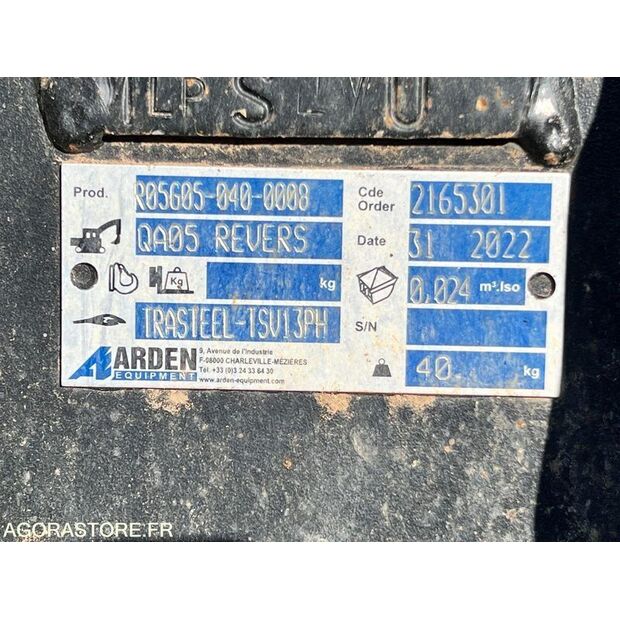 LPSLVU
Prod. R05G05-040-0008
Cde Order 2165301
QA05 REVERS
Date 31 2022
Kg kg
0,024 m³.Iso
TRASTEEL-TSV13PH
S/N
ARDEN
EQUIPMENT
9, Avenue de l'Industrie
F-08000 CHARLEVILLE-MÉZIÈRES
Tél. +33 (0)3 24 33 64 30
www.arden-equipment.com
40 kg
AGORASTORE.FR